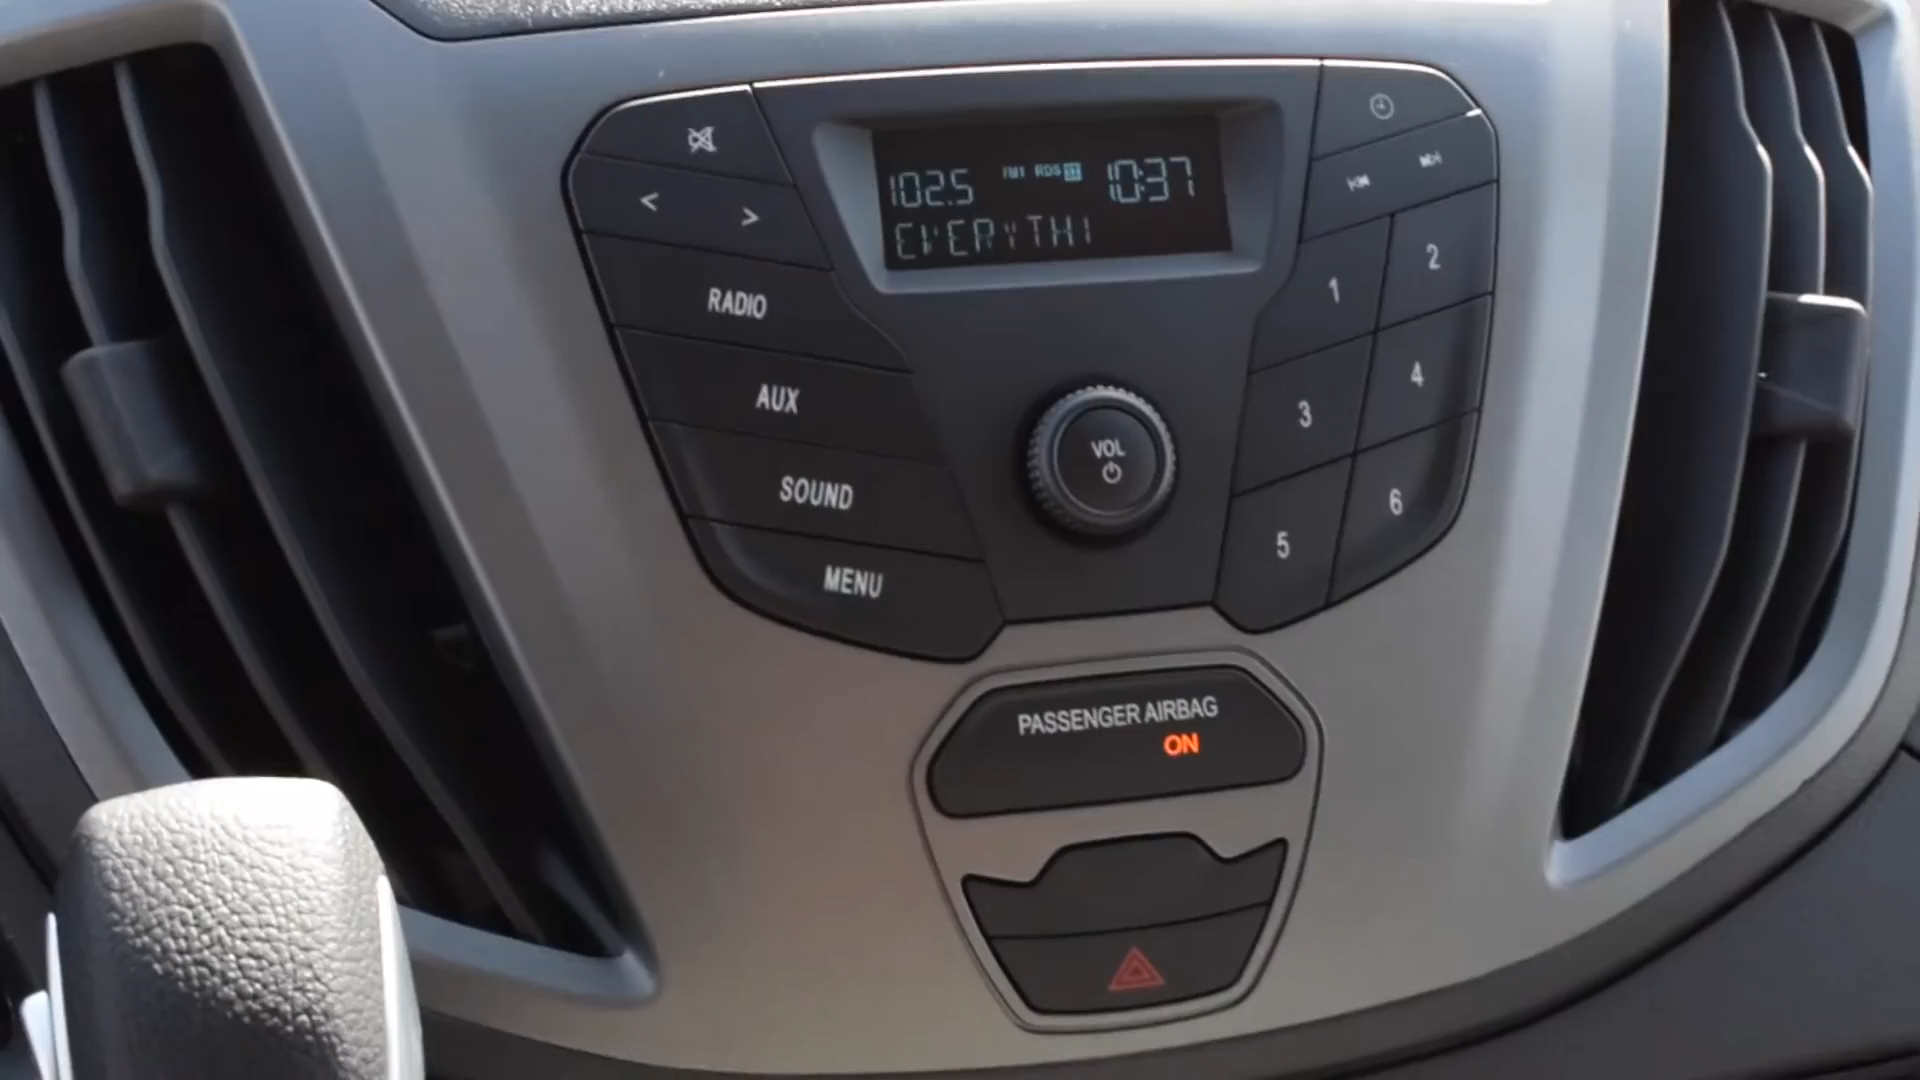 102.5 FM1 RDS 10:37
EVERYTHI
<
>
RADIO
AUX
SOUND
MENU
VOL
1
2
3
4
5
6
PASSENGER AIRBAG
ON